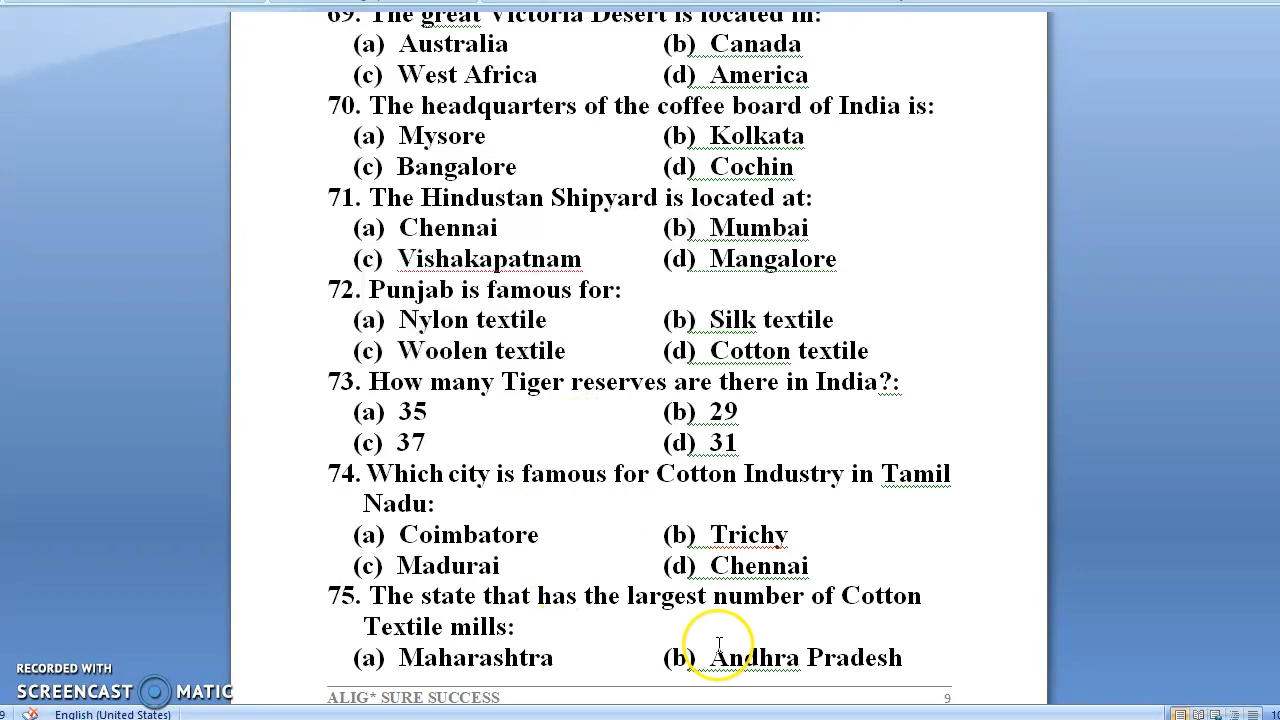 69. The great Victoria Desert is located in:
(a) Australia (b) Canada
(c) West Africa (d) America
70. The headquarters of the coffee board of India is:
(a) Mysore (b) Kolkata
(c) Bangalore (d) Cochin
71. The Hindustan Shipyard is located at:
(a) Chennai (b) Mumbai
(c) Vishakapatnam (d) Mangalore
72. Punjab is famous for:
(a) Nylon textile (b) Silk textile
(c) Woolen textile (d) Cotton textile
73. How many Tiger reserves are there in India?:
(a) 35 (b) 29
(c) 37 (d) 31
74. Which city is famous for Cotton Industry in Tamil
Nadu:
(a) Coimbatore (b) Trichy
(c) Madurai (d) Chennai
75. The state that has the largest number of Cotton
Textile mills:
(a) Maharashtra (b) Andhra Pradesh
ALIG* SURE SUCCESS 9
RECORDED WITH
SCREENCAST MATIC
9 English (United States)